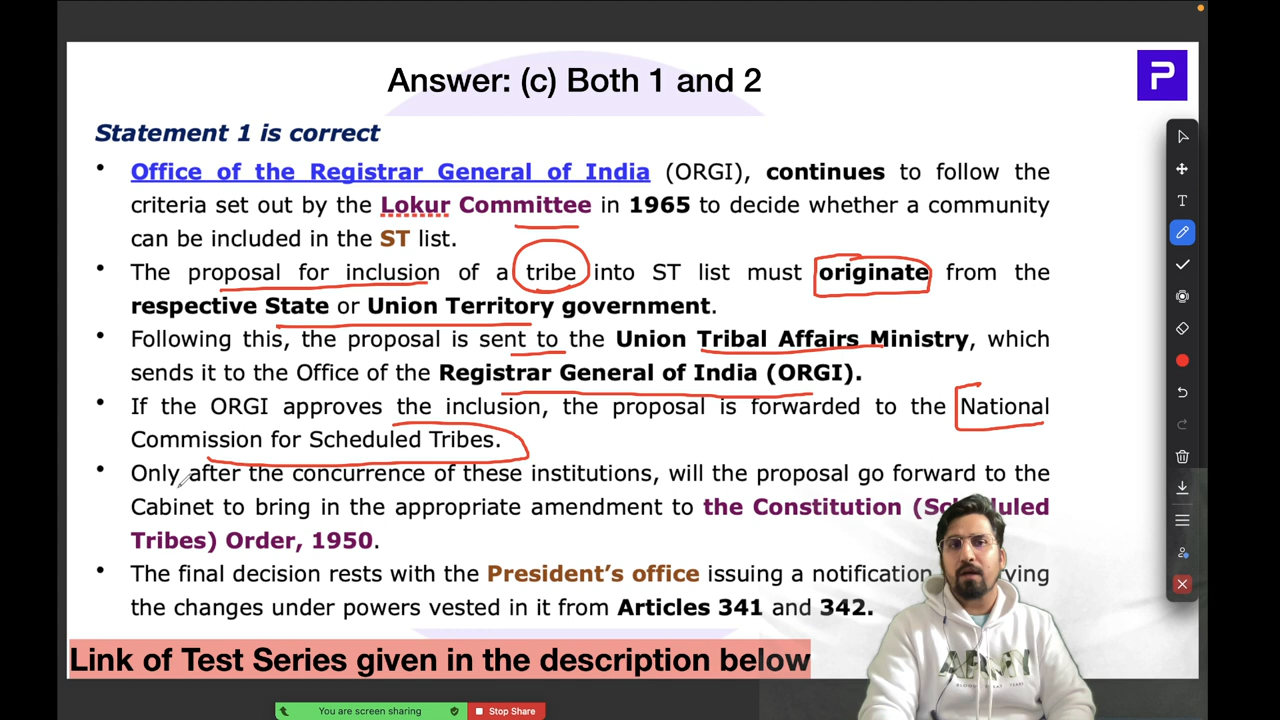 Answer: (c) Both 1 and 2
P
Statement 1 is correct
• Office of the Registrar General of India (ORGI), continues to follow the
criteria set out by the Lokur Committee in 1965 to decide whether a community
can be included in the ST list.
• The proposal for inclusion of a tribe into ST list must originate from the
respective State or Union Territory government.
• Following this, the proposal is sent to the Union Tribal Affairs Ministry, which
sends it to the Office of the Registrar General of India (ORGI).
• If the ORGI approves the inclusion, the proposal is forwarded to the National
Commission for Scheduled Tribes.
• Only after the concurrence of these institutions, will the proposal go forward to the
Cabinet to bring in the appropriate amendment to the Constitution (Scheduled
Tribes) Order, 1950.
• The final decision rests with the President’s office issuing a notification
the changes under powers vested in it from Articles 341 and 342.
Link of Test Series given in the description below
ARMY
T
You are screen sharing
Stop Share